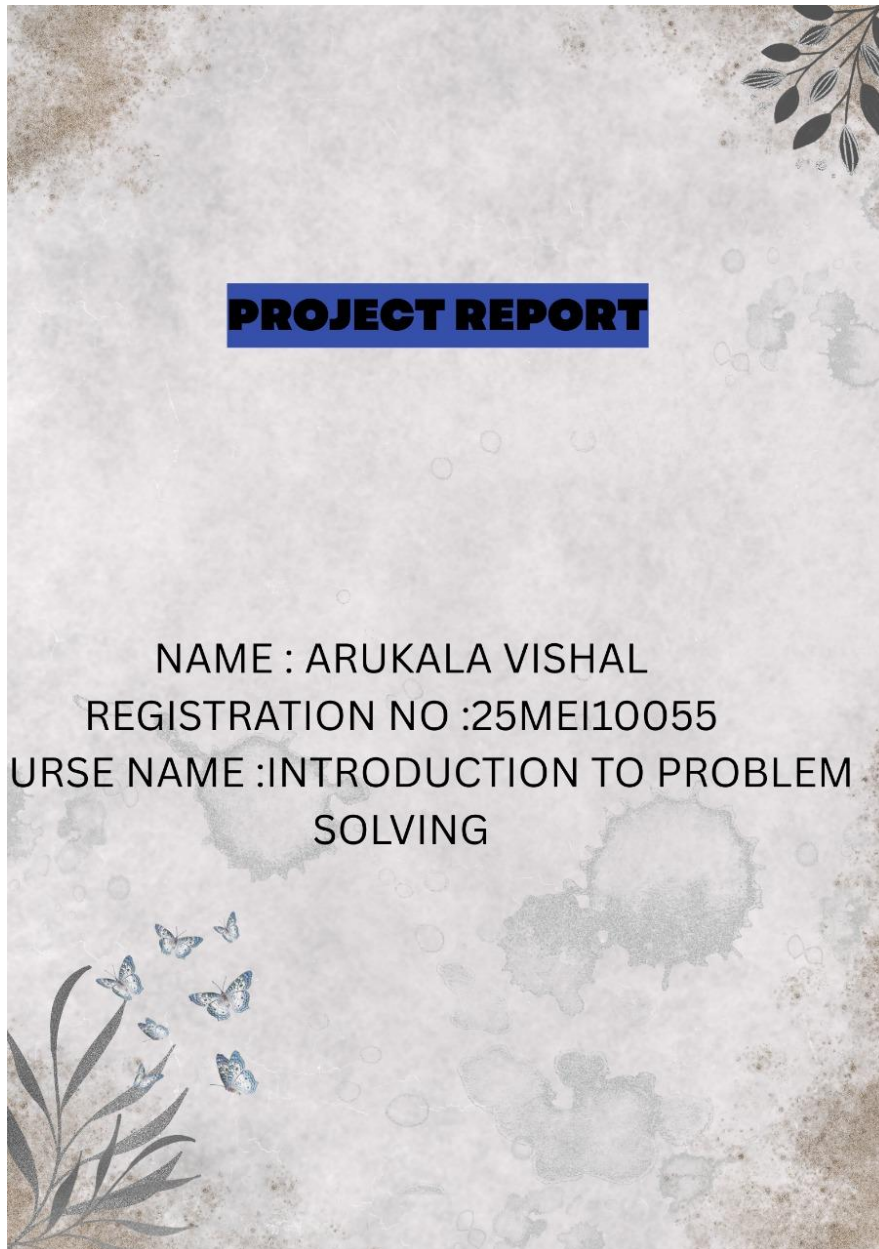 PROJECT REPORT
NAME : ARUKALA VISHAL
REGISTRATION NO :25MEI10055
URSE NAME :INTRODUCTION TO PROBLEM
SOLVING